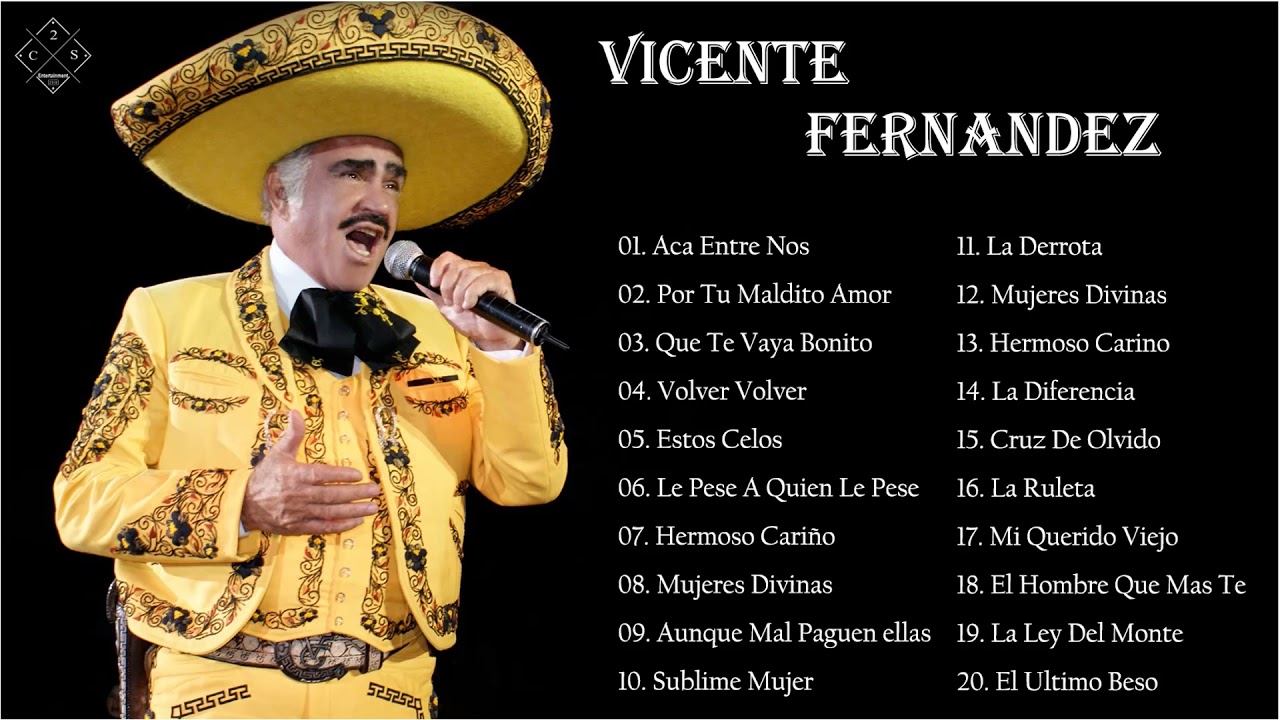 2
C S
Entertainment
VICENTE
FERNANDEZ
01. Aca Entre Nos
02. Por Tu Maldito Amor
03. Que Te Vaya Bonito
04. Volver Volver
05. Estos Celos
06. Le Pese A Quien Le Pese
07. Hermoso Cariño
08. Mujeres Divinas
09. Aunque Mal Paguen ellas
10. Sublime Mujer
11. La Derrota
12. Mujeres Divinas
13. Hermoso Carino
14. La Diferencia
15. Cruz De Olvido
16. La Ruleta
17. Mi Querido Viejo
18. El Hombre Que Mas Te
19. La Ley Del Monte
20. El Ultimo Beso